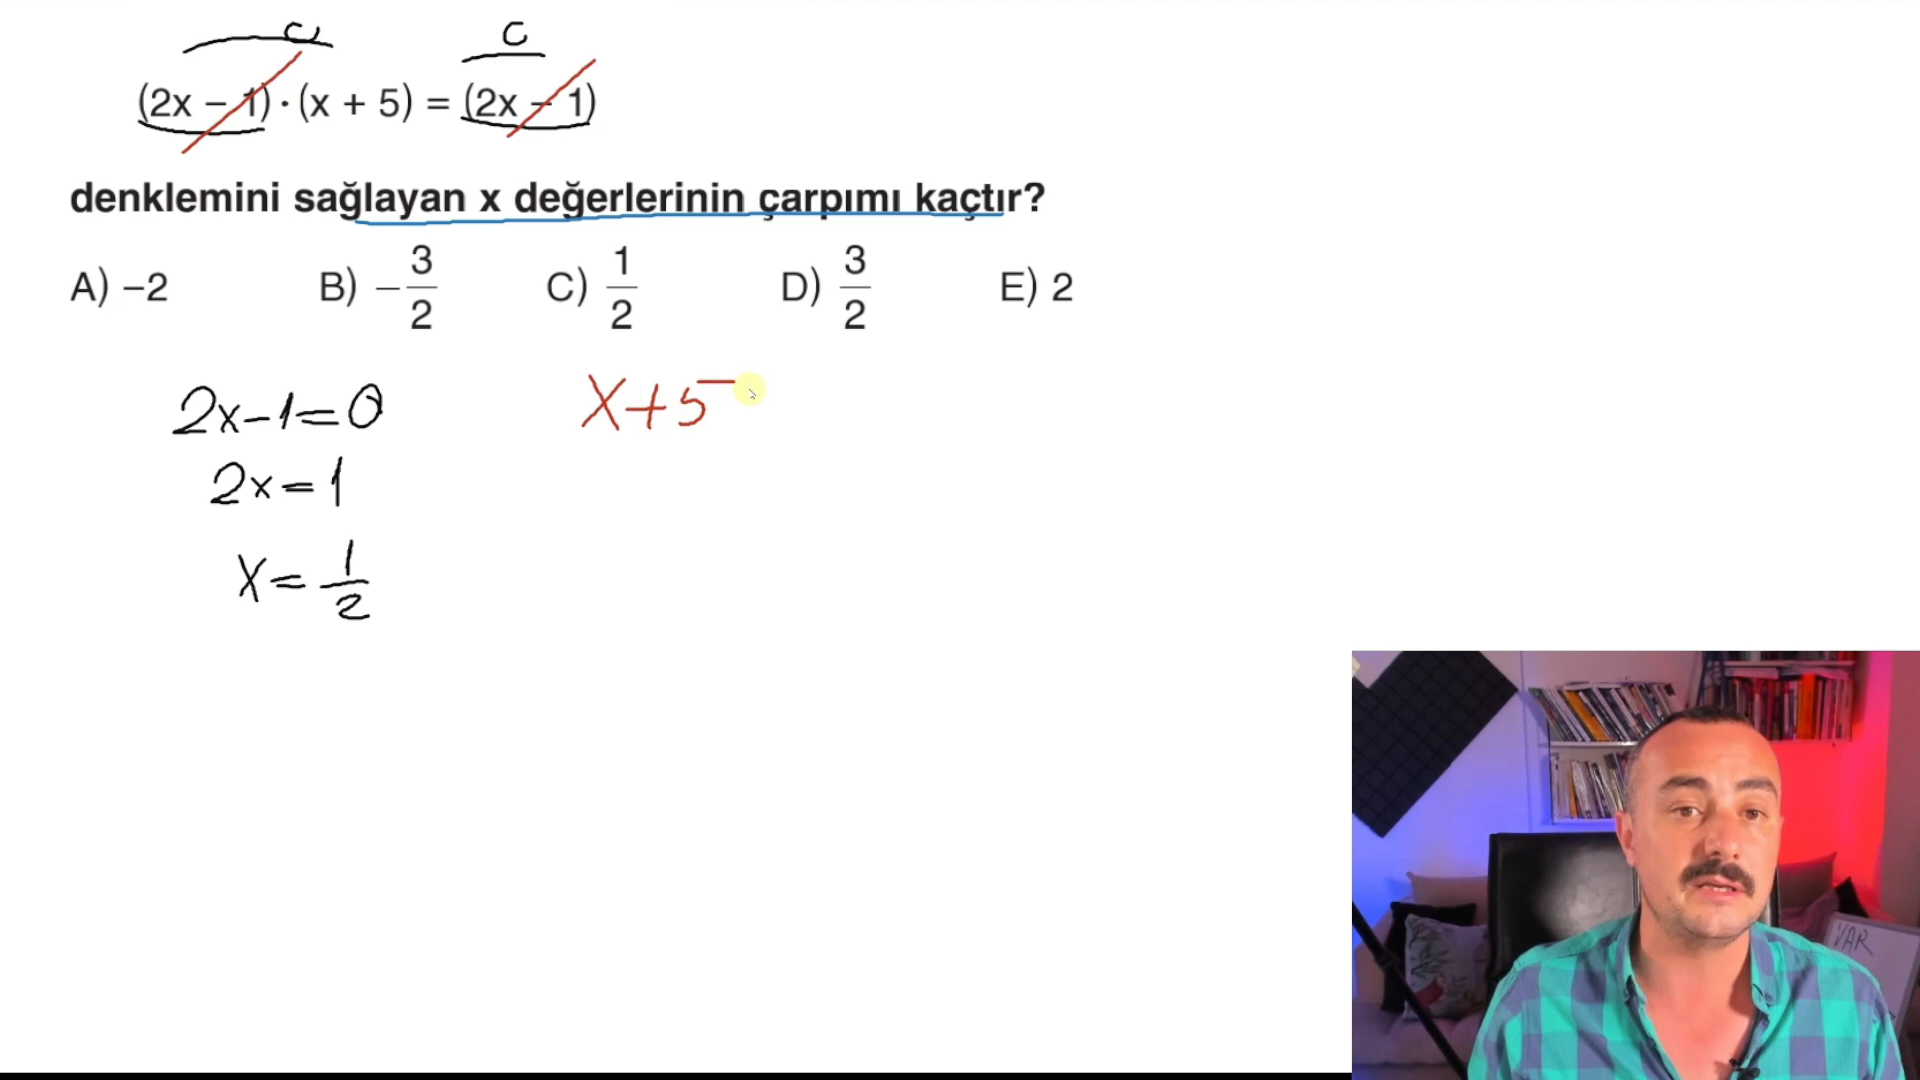 C C
(2x – 1) · (x + 5) = (2x – 1)
denklemini sağlayan x değerlerinin çarpımı kaçtır?
A) –2 B) –3/2 C) 1/2 D) 3/2 E) 2
2x-1=0 x+5
2x=1
x=1/2
VAR